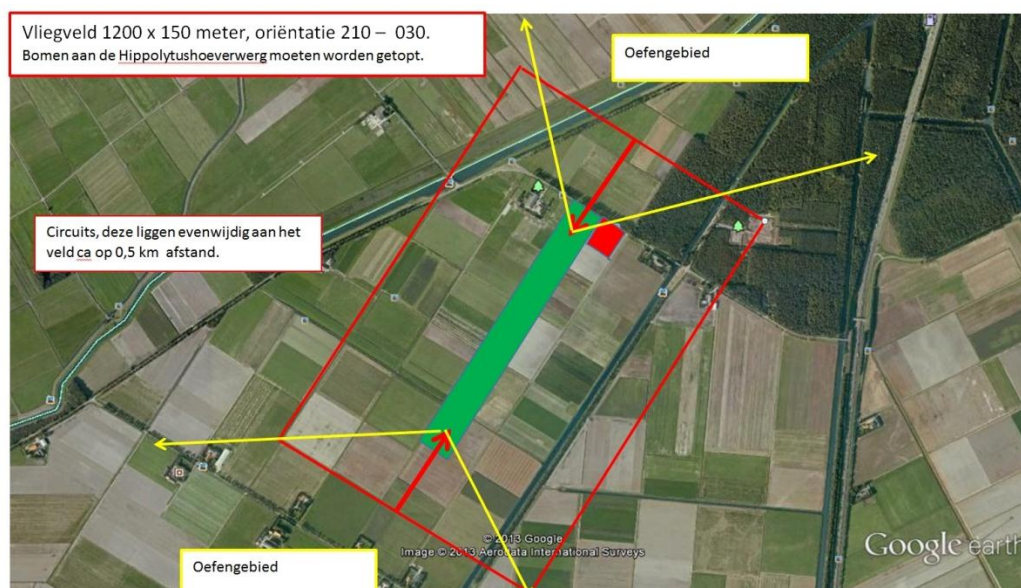 Vliegveld 1200 x 150 meter, oriëntatie 210 – 030.
Bomen aan de Hippolytushoeverwerg moeten worden getopt.
Oefengebied
Circuits, deze liggen evenwijdig aan het
veld ca op 0,5 km  afstand.
© 2013 Google
Image © 2013 Aerodata International Surveys
Google earth
Oefengebied